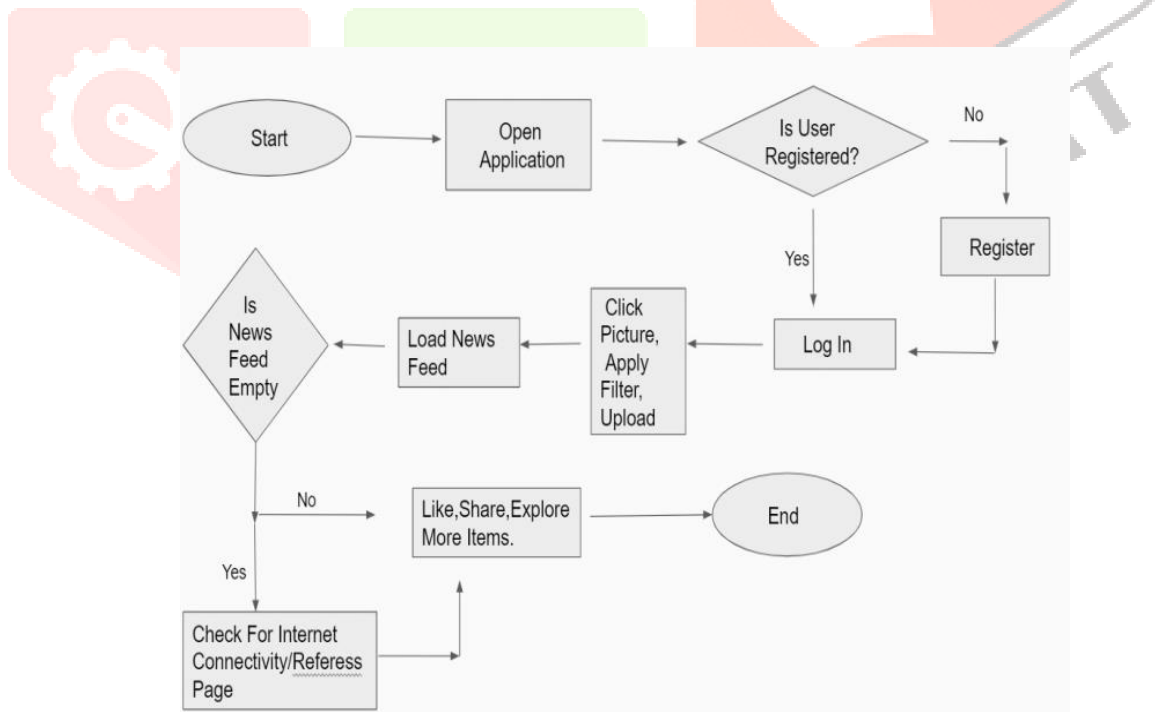 Start
Open
Application
Is User
Registered?
No
Register
Yes
Log In
Click
Picture,
Apply
Filter,
Upload
Load News
Feed
Is
News
Feed
Empty
No
Like,Share,Explore
More Items.
End
Yes
Check For Internet
Connectivity/Referess
Page